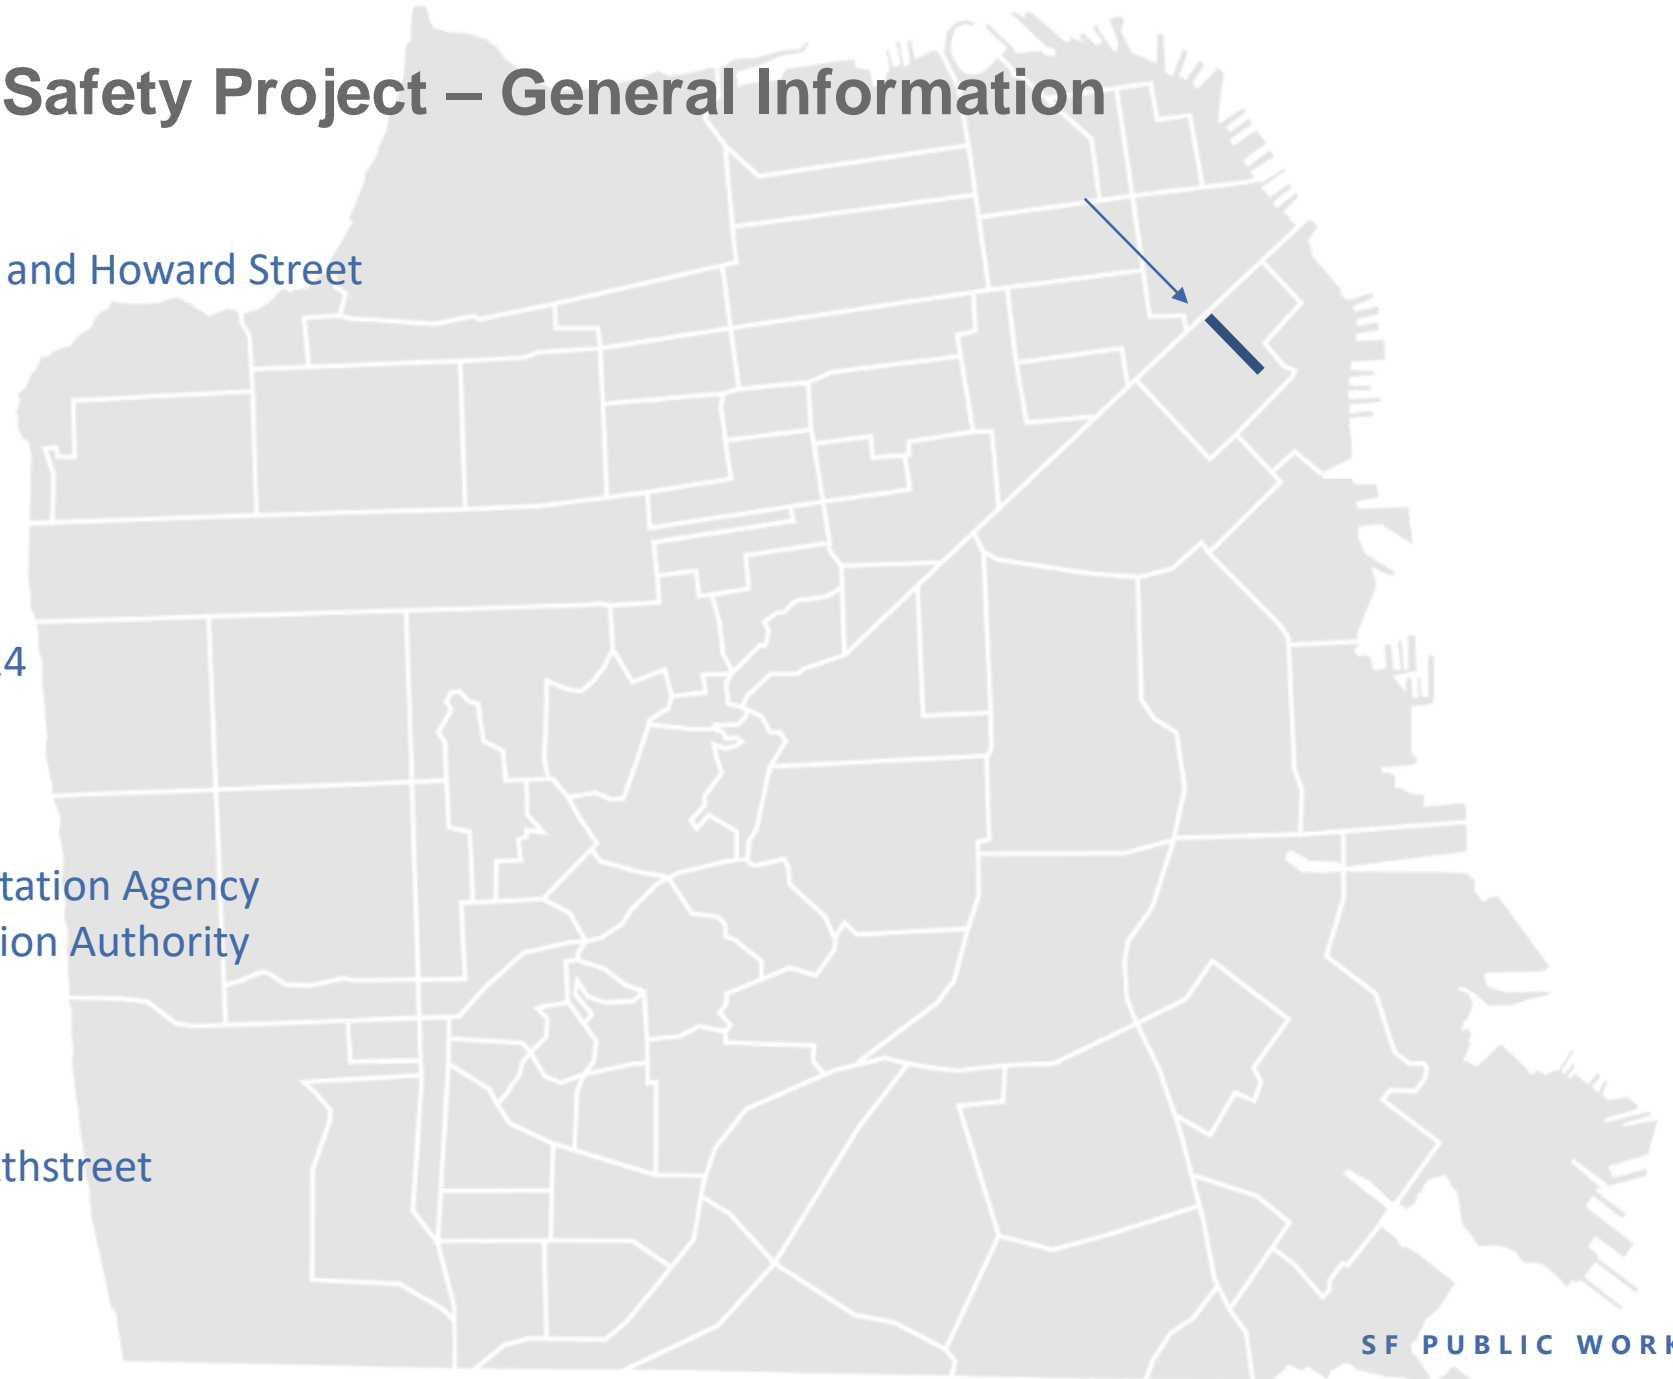 Safety Project – General Information
and Howard Street
4
tation Agency
ion Authority
thstreet
SF PUBLIC WORK